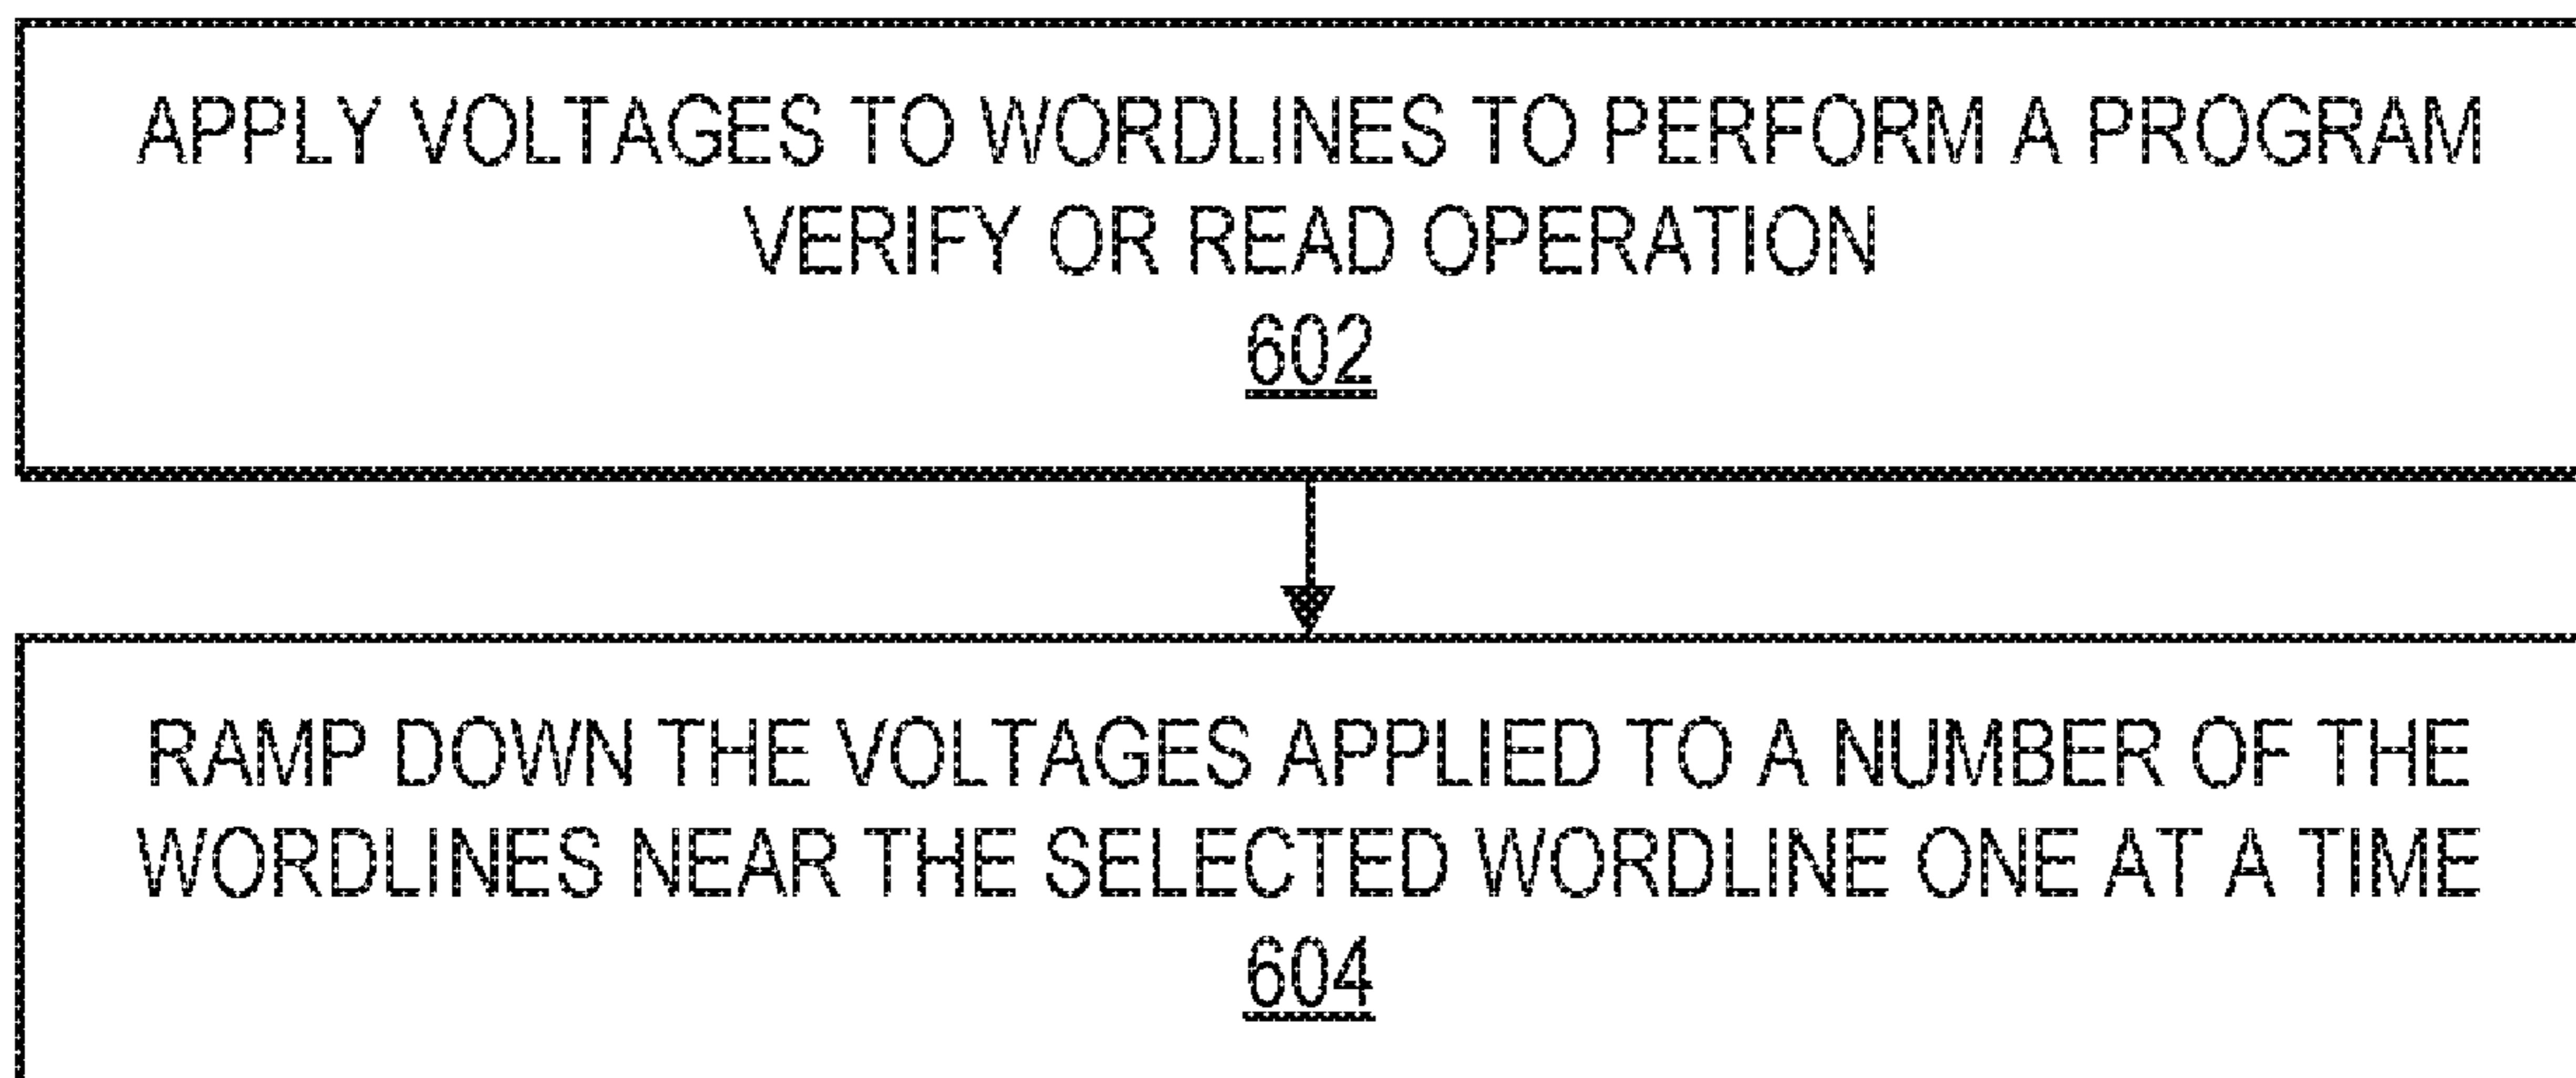 APPLY VOLTAGES TO WORDLINES TO PERFORM A PROGRAM
VERIFY OR READ OPERATION
602
RAMP DOWN THE VOLTAGES APPLIED TO A NUMBER OF THE
WORDLINES NEAR THE SELECTED WORDLINE ONE AT A TIME
604